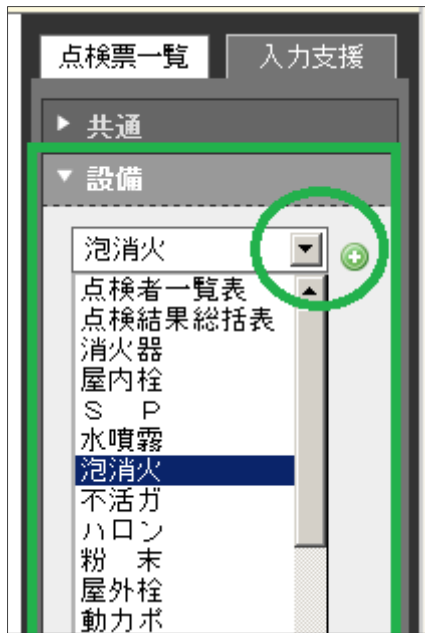 点検票一覧 入力支援
共通
設備
泡消火
点検者一覧表
点検結果総括表
消火器
屋内栓
Ｓ　Ｐ
水噴霧
泡消火
不活ガ
ハロン
粉　末
屋外栓
動力ポ